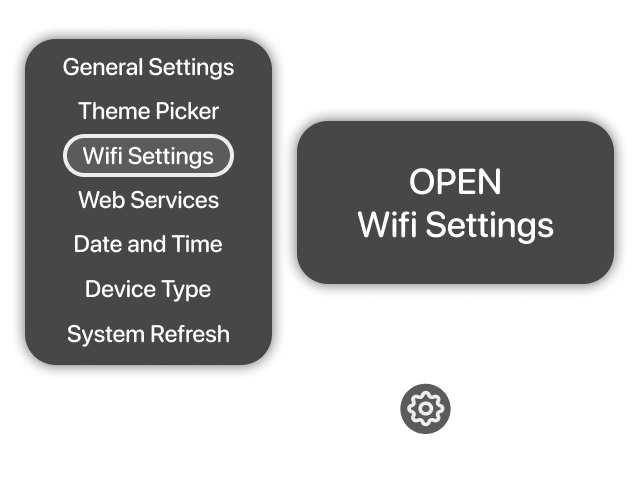 General Settings
Theme Picker
Wifi Settings
Web Services
Date and Time
Device Type
System Refresh
OPEN
Wifi Settings